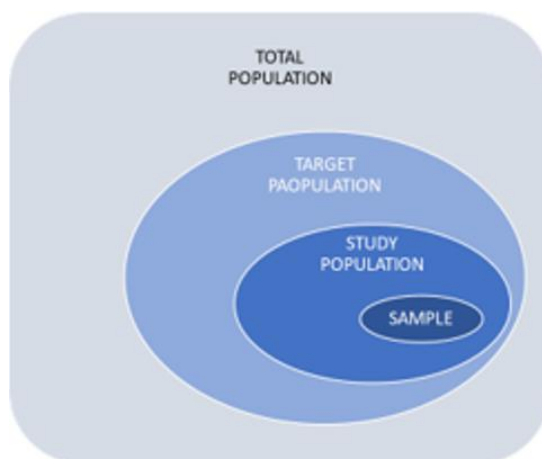 TOTAL
POPULATION
TARGET
PAOPULATION
STUDY
POPULATION
SAMPLE